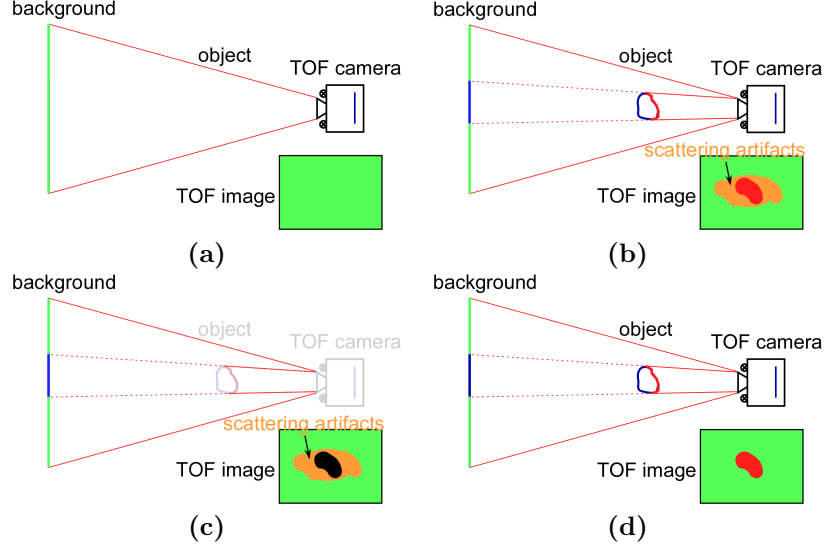 background
object
TOF camera
TOF image
(a)
background
object
TOF camera
scattering artifacts
TOF image
(b)
background
object
TOF camera
scattering artifacts
TOF image
(c)
background
object
TOF camera
TOF image
(d)